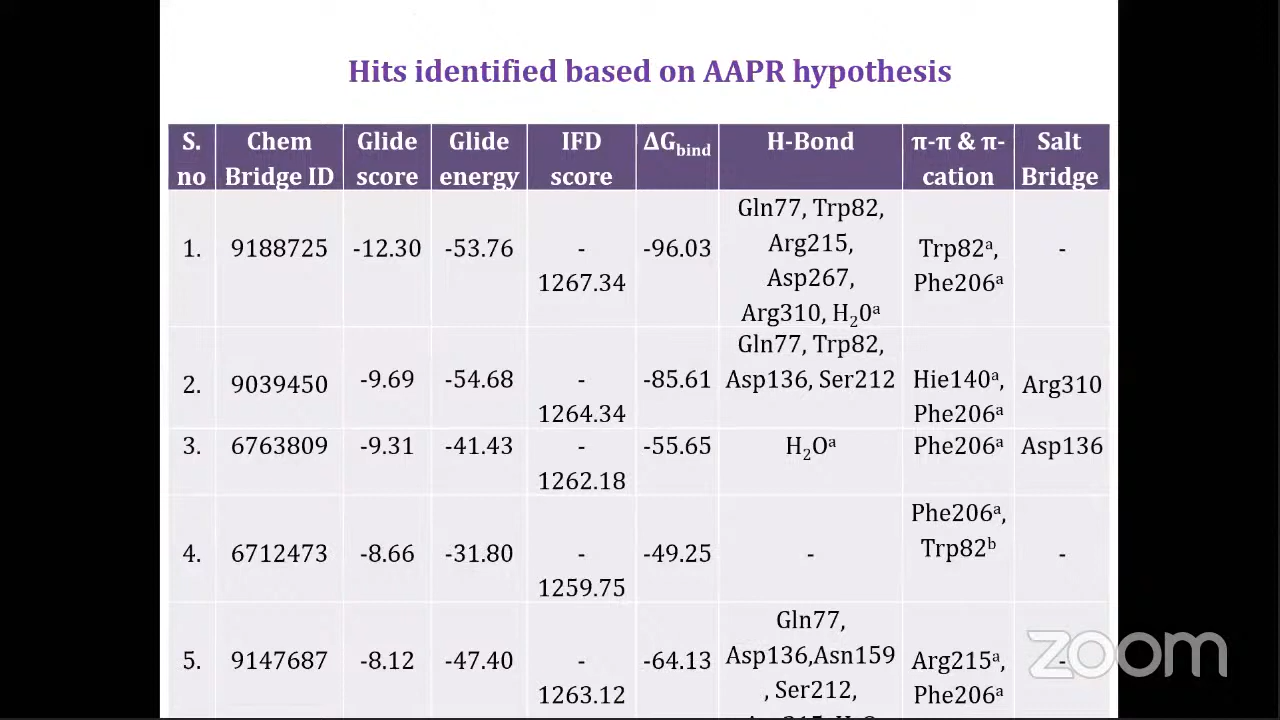 Hits identified based on AAPR hypothesis
S. no | Chem Bridge ID | Glide score | Glide energy | IFD score | ΔGbind | H-Bond | π-π & π-cation | Salt Bridge
1. | 9188725 | -12.30 | -53.76 | -1267.34 | -96.03 | Gln77, Trp82, Arg215, Asp267, Arg310, H₂0ᵃ | Trp82ᵃ, Phe206ᵃ | -
2. | 9039450 | -9.69 | -54.68 | -1264.34 | -85.61 | Gln77, Trp82, Asp136, Ser212 | Hie140ᵃ, Phe206ᵃ | Arg310
3. | 6763809 | -9.31 | -41.43 | -1262.18 | -55.65 | H₂Oᵃ | Phe206ᵃ | Asp136
4. | 6712473 | -8.66 | -31.80 | -1259.75 | -49.25 | - | Phe206ᵃ, Trp82ᵇ | -
5. | 9147687 | -8.12 | -47.40 | -1263.12 | -64.13 | Gln77, Asp136,Asn159 , Ser212, | Arg215ᵃ, Phe206ᵃ | -
zoom